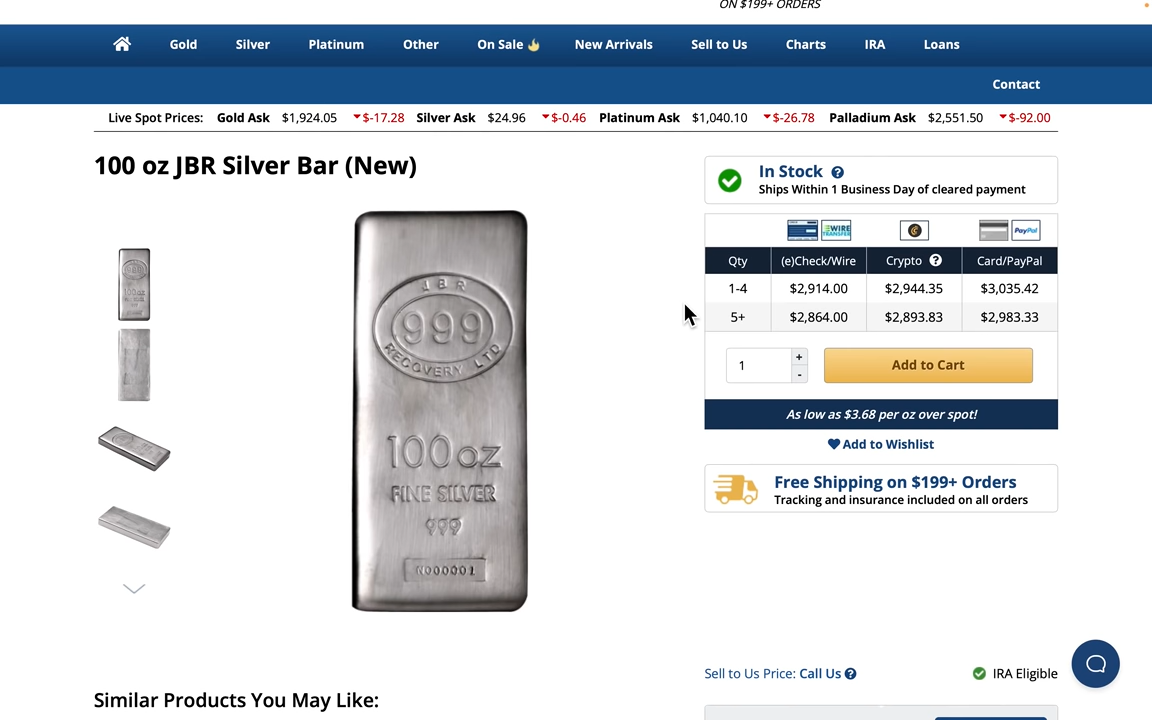 ON $199+ ORDERS
Gold Silver Platinum Other On Sale New Arrivals Sell to Us Charts IRA Loans
Contact
Live Spot Prices: Gold Ask $1,924.05 $-17.28 Silver Ask $24.96 $-0.46 Platinum Ask $1,040.10 $-26.78 Palladium Ask $2,551.50 $-92.00
100 oz JBR Silver Bar (New)
In Stock ?
Ships Within 1 Business Day of cleared payment
WIRE TRANSFER PayPal
Qty (e)Check/Wire Crypto ? Card/PayPal
1-4 $2,914.00 $2,944.35 $3,035.42
5+ $2,864.00 $2,893.83 $2,983.33
1 + - Add to Cart
As low as $3.68 per oz over spot!
Add to Wishlist
Free Shipping on $199+ Orders
Tracking and insurance included on all orders
JBR
999
RECOVERY LTD
100 oz
FINE SILVER
999
N000001
Sell to Us Price: Call Us ? IRA Eligible
Similar Products You May Like: